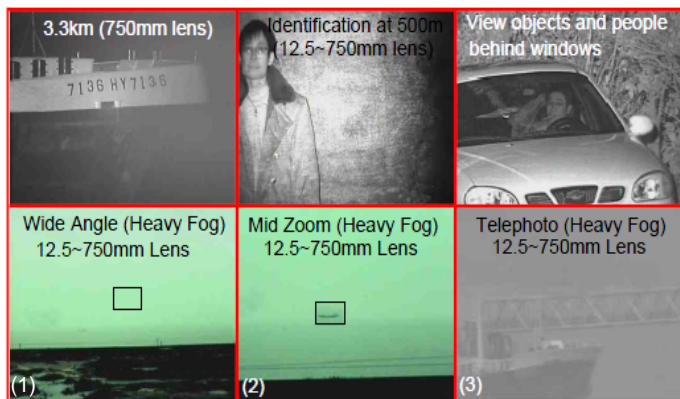 3.3km (750mm lens)
7136 HY7136
Identification at 500m
(12.5~750mm lens)
View objects and people
behind windows
Wide Angle (Heavy Fog)
12.5~750mm Lens
(1)
Mid Zoom (Heavy Fog)
12.5~750mm Lens
(2)
Telephoto (Heavy Fog)
12.5~750mm Lens
(3)